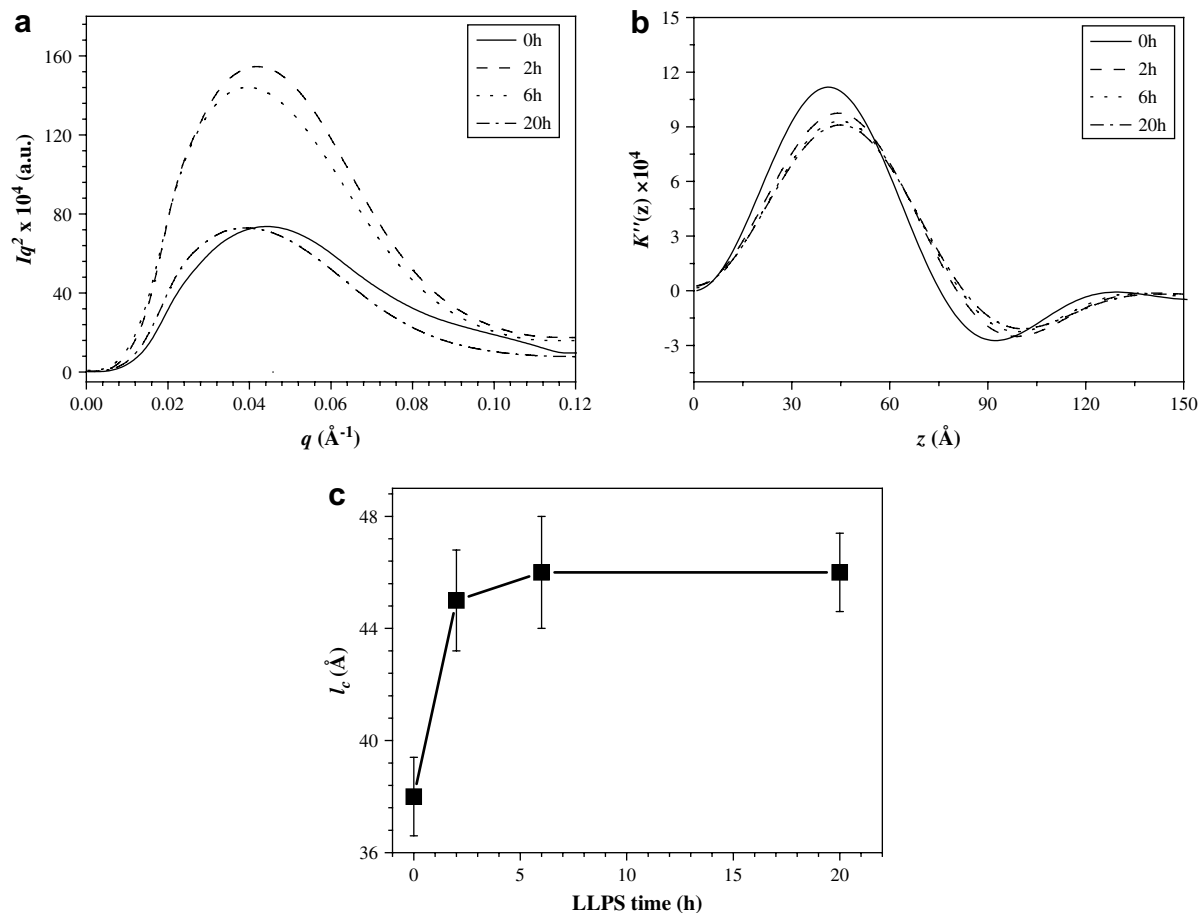 a
Iq² x 10⁴ (a.u.)
160
120
80
40
0
0h
2h
6h
20h
0.00 0.02 0.04 0.06 0.08 0.10 0.12
q (Å⁻¹)
b
K''(z) ×10⁴
15
12
9
6
3
0
-3
0h
2h
6h
20h
0 30 60 90 120 150
z (Å)
c
l_c (Å)
48
44
40
36
0 5 10 15 20
LLPS time (h)